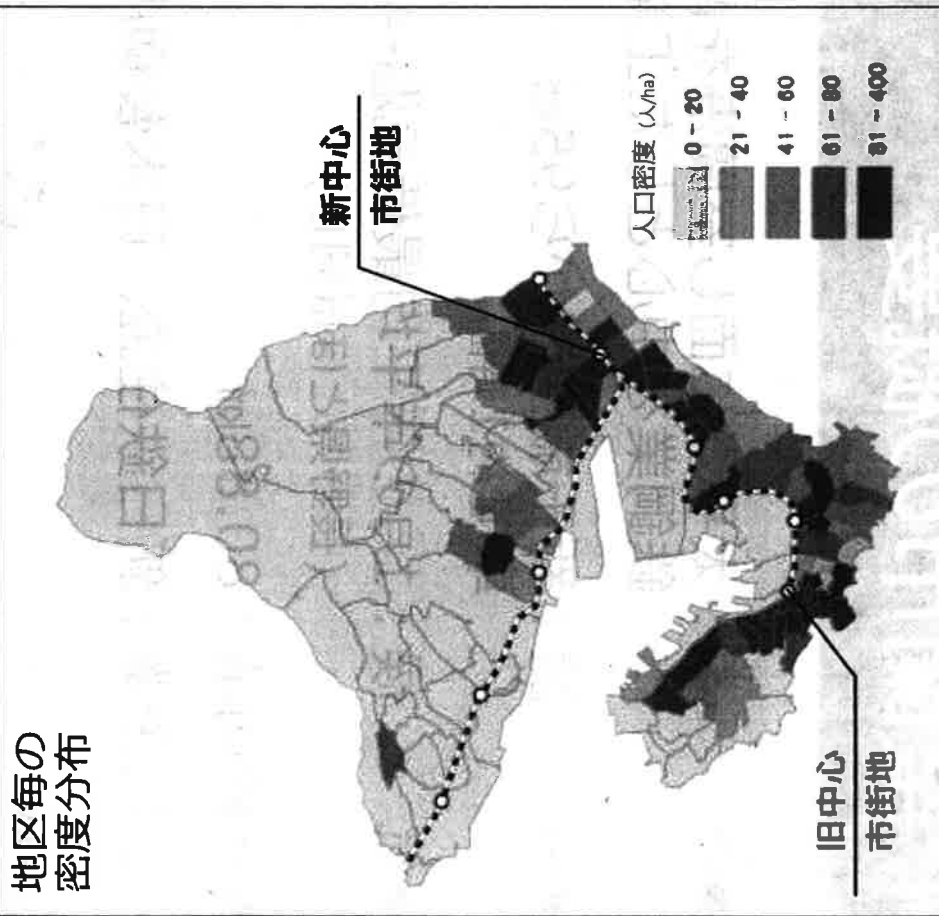 地区毎の
密度分布
新中心
市街地
旧中心
市街地
人口密度 (人/ha)
0 - 20
21 - 40
41 - 60
61 - 80
81 - 400